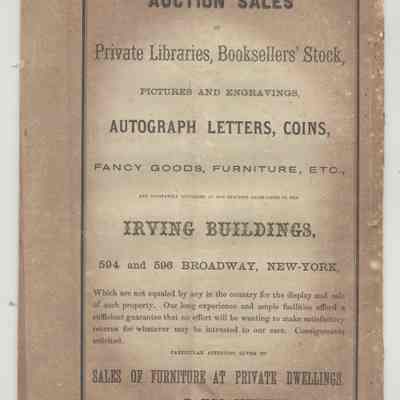 AUCTION SALES
OF
Private Libraries, Booksellers' Stock,
PICTURES AND ENGRAVINGS,
AUTOGRAPH LETTERS, COINS,
FANCY GOODS, FURNITURE, ETC.,
IRVING BUILDINGS,
594 and 596 BROADWAY, NEW-YORK,
Which are not equaled by any in the country for the display and sale
of such property. Our long experience and ample facilities afford a
sufficient guarantee that no effort will be wanting to make satisfactory
returns for whatever may be intrusted to our care. Consignments
solicited.
PARTICULAR ATTENTION GIVEN TO
SALES OF FURNITURE AT PRIVATE DWELLINGS.